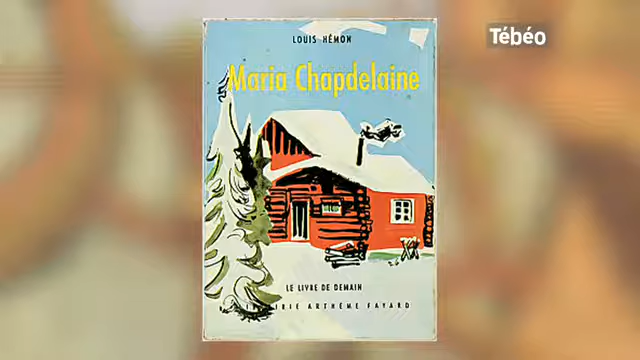 Tébéo
LOUIS HÉMON
Maria Chapdelaine
LE LIVRE DE DEMAIN
ARTHÈME FAYARD